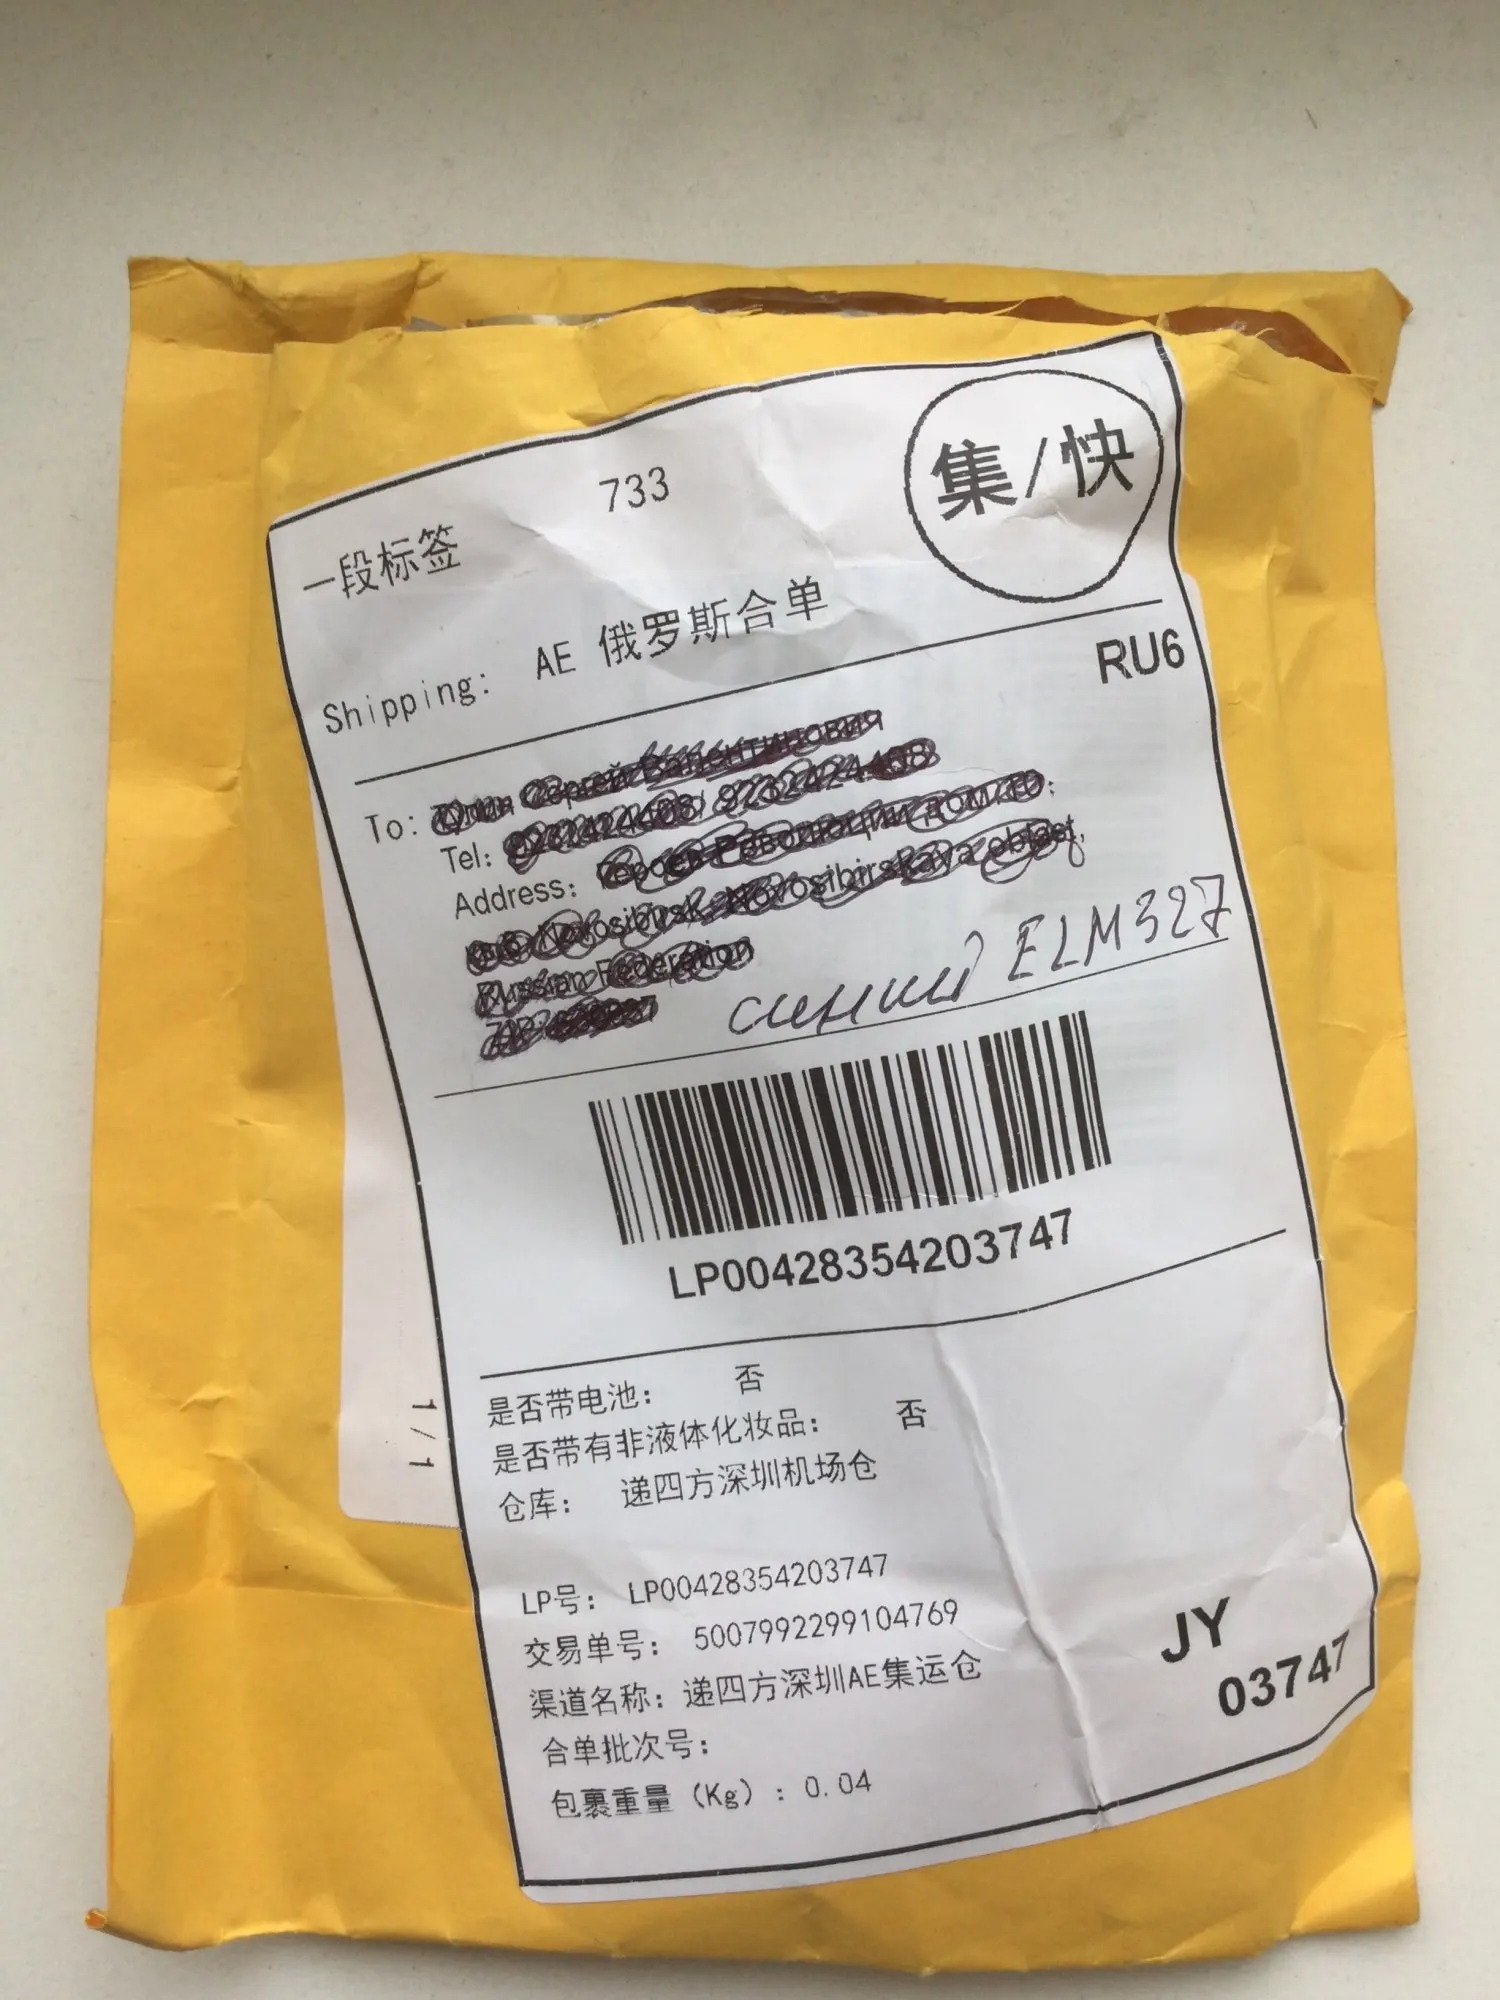 733
集/快
一段标签
Shipping: AE 俄罗斯合单
RU6
To:
Tel:
Address:
Russian Federation
синий ELM327
LP00428354203747
是否带电池: 否
是否带有非液体化妆品: 否
仓库: 递四方深圳机场仓
LP号: LP00428354203747
交易单号: 5007992299104769
渠道名称: 递四方深圳AE集运仓
合单批次号:
包裹重量 (Kg) : 0.04
JY
03747
1/1